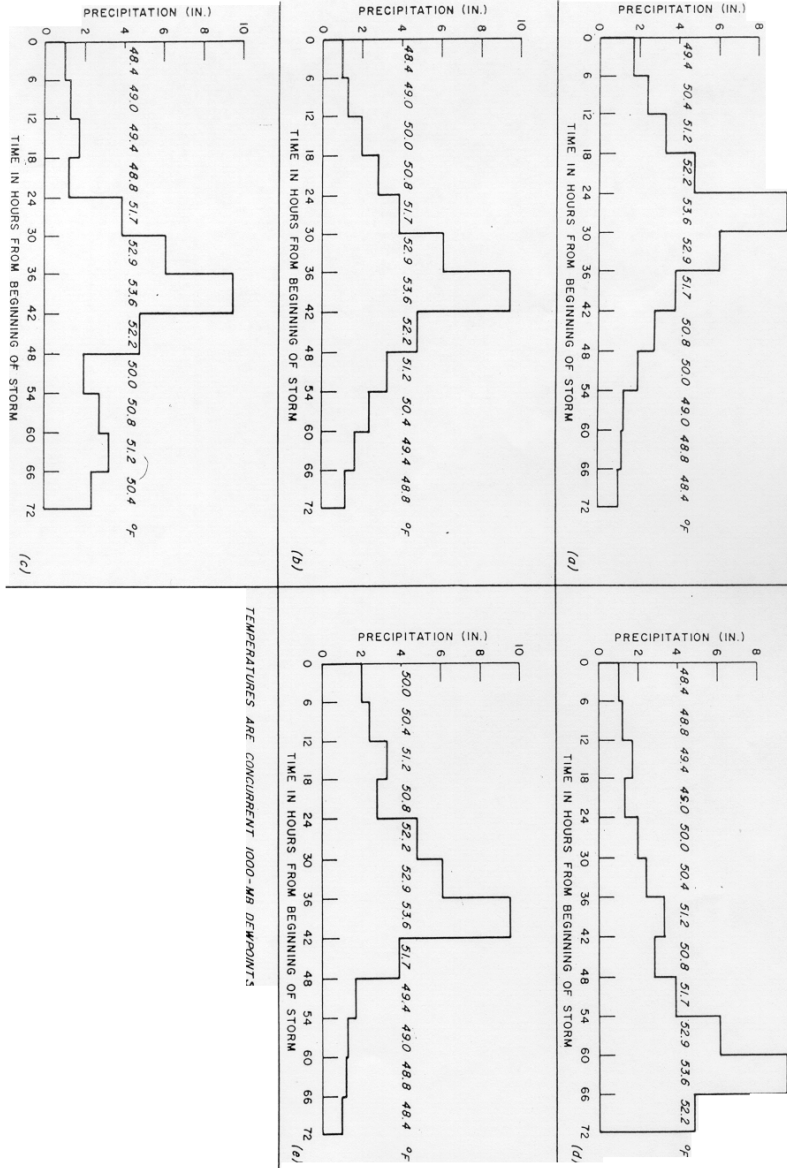 PRECIPITATION (IN.)
8
6
4
2
0
49.4 50.4 51.2 52.2 53.6 52.9 51.7 50.8 50.0 49.0 48.8 48.4 °F
0 6 12 18 24 30 36 42 48 54 60 66 72
TIME IN HOURS FROM BEGINNING OF STORM
(a)
PRECIPITATION (IN.)
8
6
4
2
0
48.4 48.8 49.4 49.0 50.0 50.4 51.2 50.8 51.7 52.9 53.6 52.2 °F
0 6 12 18 24 30 36 42 48 54 60 66 72
TIME IN HOURS FROM BEGINNING OF STORM
(d)
PRECIPITATION (IN.)
10
8
6
4
2
0
48.4 49.0 50.0 50.8 51.7 52.9 53.6 52.2 51.2 50.4 49.4 48.8 °F
0 6 12 18 24 30 36 42 48 54 60 66 72
TIME IN HOURS FROM BEGINNING OF STORM
(b)
PRECIPITATION (IN.)
10
8
6
4
2
0
50.0 50.4 51.2 50.8 52.2 52.9 53.6 51.7 49.4 49.0 48.8 48.4 °F
0 6 12 18 24 30 36 42 48 54 60 66 72
TIME IN HOURS FROM BEGINNING OF STORM
(e)
PRECIPITATION (IN.)
10
8
6
4
2
0
48.4 49.0 49.4 48.8 51.7 52.9 53.6 52.2 50.0 50.8 51.2 50.4 °F
0 6 12 18 24 30 36 42 48 54 60 66 72
TIME IN HOURS FROM BEGINNING OF STORM
(c)
TEMPERATURES ARE CONCURRENT 1000-MB DEWPOINTS